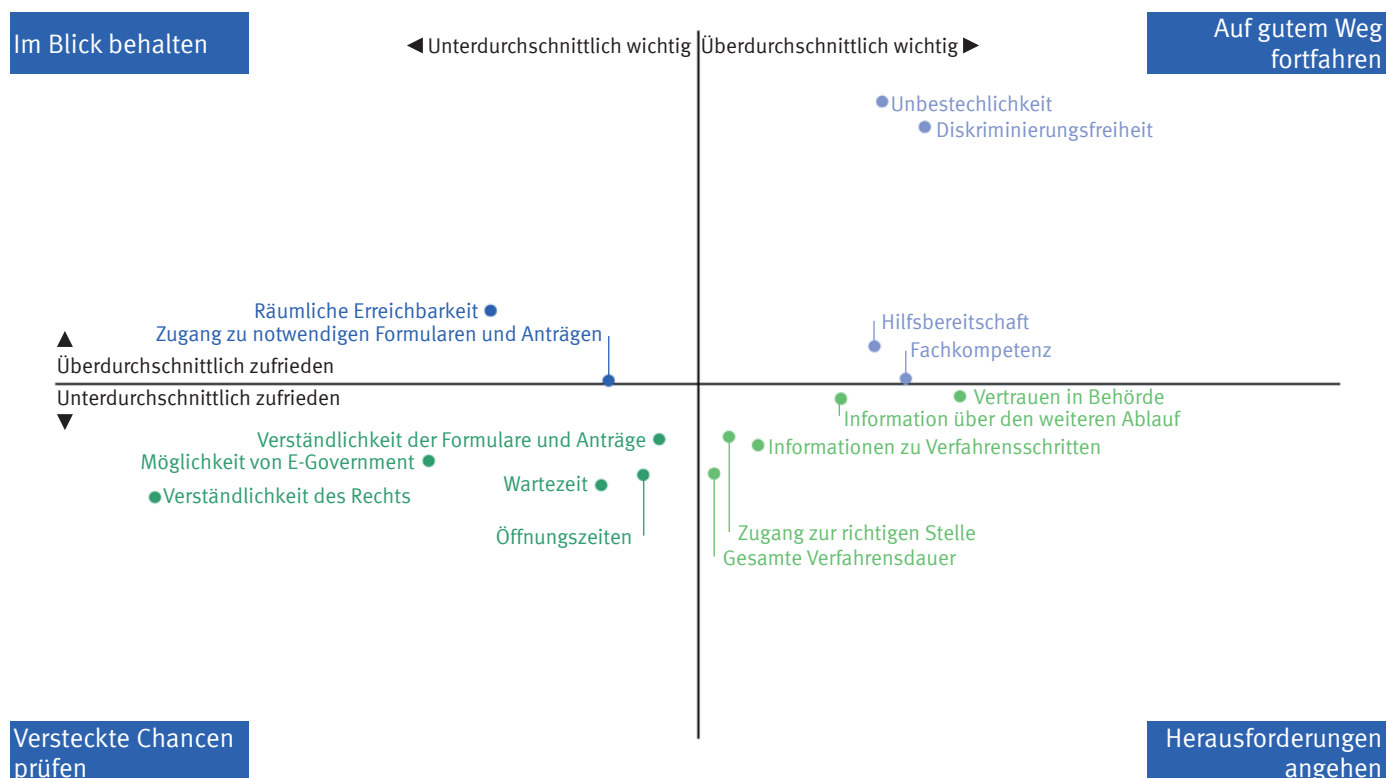 Im Blick behalten
◄ Unterdurchschnittlich wichtig
Überdurchschnittlich wichtig ►
Auf gutem Weg
fortfahren
Unbestechlichkeit
Diskriminierungsfreiheit
Räumliche Erreichbarkeit
Zugang zu notwendigen Formularen und Anträgen
Hilfsbereitschaft
Fachkompetenz
▲
Überdurchschnittlich zufrieden
Unterdurchschnittlich zufrieden
▼
Vertrauen in Behörde
Information über den weiteren Ablauf
Verständlichkeit der Formulare und Anträge
Informationen zu Verfahrensschritten
Möglichkeit von E-Government
Wartezeit
Verständlichkeit des Rechts
Öffnungszeiten
Zugang zur richtigen Stelle
Gesamte Verfahrensdauer
Versteckte Chancen
prüfen
Herausforderungen
angehen